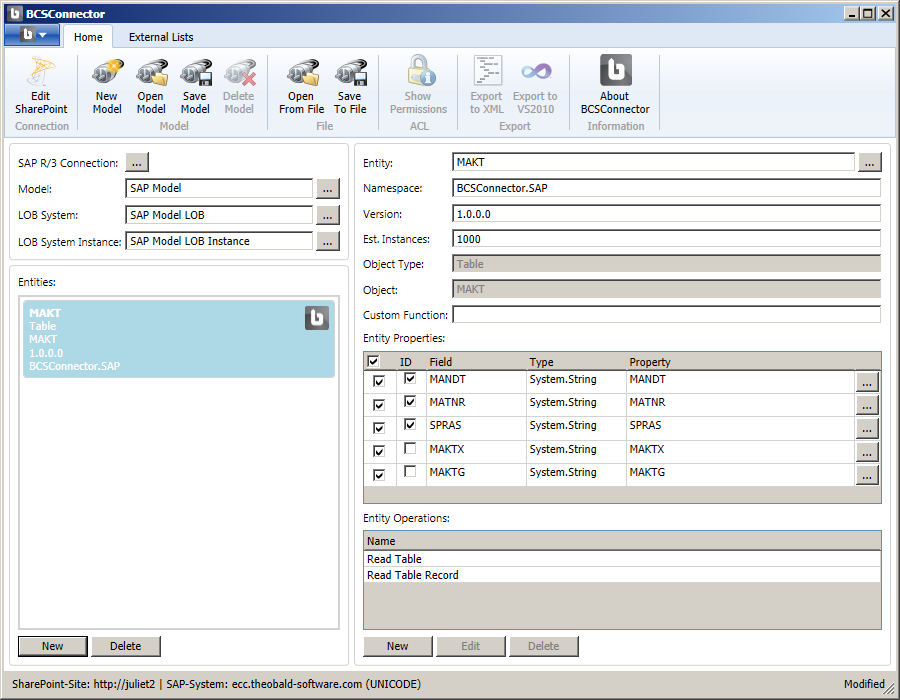 BCSConnector
Home External Lists
Edit SharePoint
Connection
New Model
Open Model
Save Model
Delete Model
Model
Open From File
Save To File
File
Show Permissions
ACL
Export to XML
Export to VS2010
Export
About BCSConnector
Information
SAP R/3 Connection: ...
Model: SAP Model ...
LOB System: SAP Model LOB ...
LOB System Instance: SAP Model LOB Instance ...
Entities:
MAKT
Table
MAKT
1.0.0.0
BCSConnector.SAP
New Delete
Entity: MAKT ...
Namespace: BCSConnector.SAP
Version: 1.0.0.0
Est. Instances: 1000
Object Type: Table
Object: MAKT
Custom Function:
Entity Properties:
ID Field Type Property
MANDT System.String MANDT ...
MATNR System.String MATNR ...
SPRAS System.String SPRAS ...
MAKTX System.String MAKTX ...
MAKTG System.String MAKTG ...
Entity Operations:
Name
Read Table
Read Table Record
New Edit Delete
SharePoint-Site: http://juliet2 | SAP-System: ecc.theobald-software.com (UNICODE) Modified